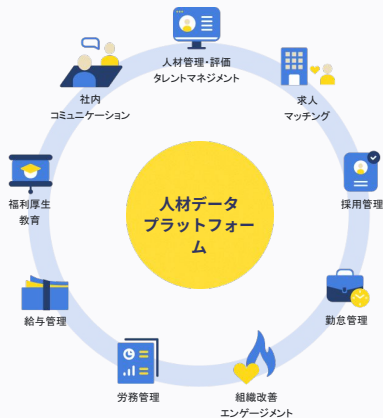 人材管理・評価
タレントマネジメント
求人
マッチング
採用管理
勤怠管理
組織改善
エンゲージメント
労務管理
給与管理
福利厚生
教育
社内
コミュニケーション
人材データ
プラットフォー
ム